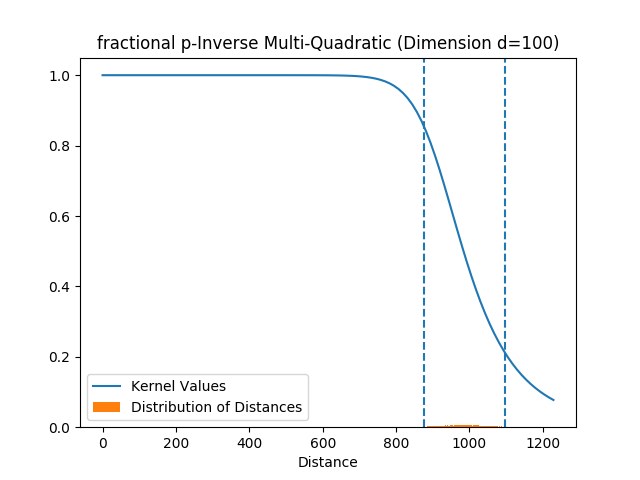 fractional p-Inverse Multi-Quadratic (Dimension d=100)
1.0
0.8
0.6
0.4
0.2
0.0
Kernel Values
Distribution of Distances
0 200 400 600 800 1000 1200
Distance